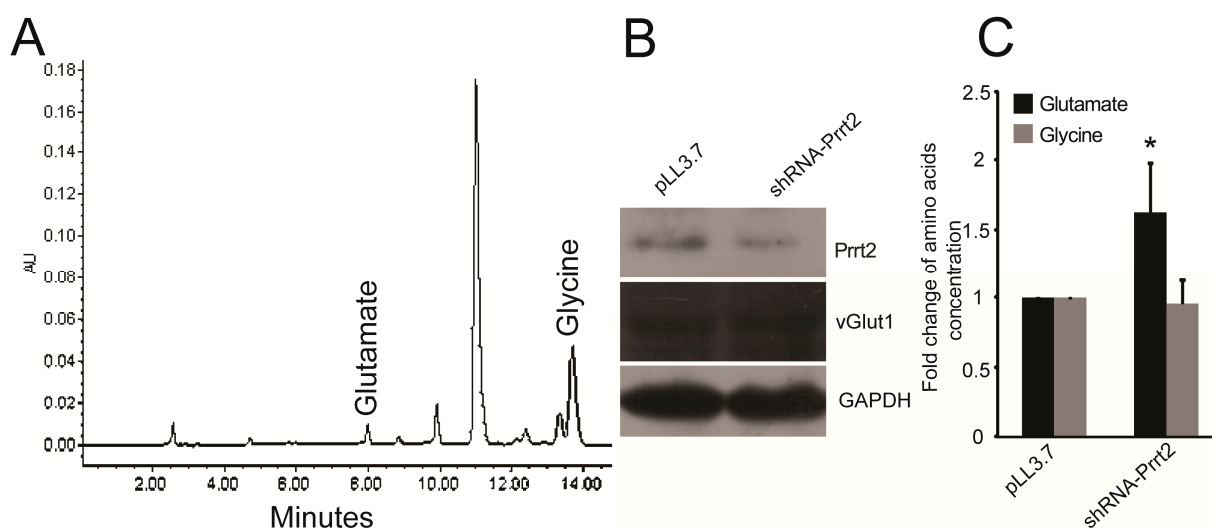 A
0.18
0.16
0.14
0.12
0.10
0.08
0.06
0.04
0.02
0.00
AU
Glutamate
Glycine
2.00 4.00 6.00 8.00 10.00 12.00 14.00
Minutes
B
pLL3.7 shRNA-Prrt2
Prrt2
vGlut1
GAPDH
C
Glutamate
Glycine
Fold change of amino acids
concentration
2.5
2
1.5
1
0.5
0
*
pLL3.7 shRNA-Prrt2